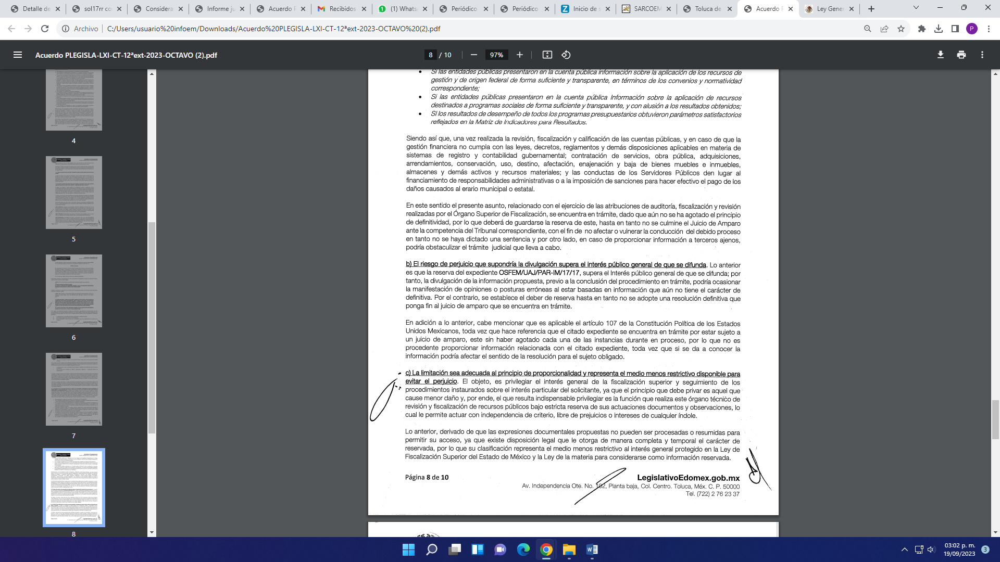 Detalle de
sol17rr co
Considera
Informe ju
Acuerdo P
Recibidos
(1) Whats
Periódico
Periódico
Inicio de s
SARCOEM
Toluca de
Acuerdo P
Ley Gener
Archivo
C:/Users/usuario%20infoem/Downloads/Acuerdo%20PLEGISLA-LXI-CT-12ªext-2023-OCTAVO%20(2).pdf
P
Acuerdo PLEGISLA-LXI-CT-12ªext-2023-OCTAVO (2).pdf
8 / 10
97%
4
5
6
7
8
• Si las entidades públicas presentaron en la cuenta pública información sobre la aplicación de los recursos de
gestión y de origen federal de forma suficiente y transparente, en términos de los convenios y normatividad
correspondiente;
• Si las entidades públicas presentaron en la cuenta pública Información sobre la aplicación de recursos
destinados a programas sociales de forma suficiente y transparente, y con alusión a los resultados obtenidos;
• Si los resultados de desempeño de todos los programas presupuestarios obtuvieron parámetros satisfactorios
reflejados en la Matriz de Indicadores para Resultados.
Siendo así que, una vez realizada la revisión, fiscalización y calificación de las cuentas públicas, y en caso de que la
gestión financiera no cumpla con las leyes, decretos, reglamentos y demás disposiciones aplicables en materia de
sistemas de registro y contabilidad gubernamental; contratación de servicios, obra pública, adquisiciones,
arrendamientos, conservación, uso, destino, afectación, enajenación y baja de bienes muebles e inmuebles,
almacenes y demás activos y recursos materiales; y las conductas de los Servidores Públicos den lugar al
financiamiento de responsabilidades administrativas o a la imposición de sanciones para hacer efectivo el pago de los
daños causados al erario municipal o estatal.
En este sentido el presente asunto, relacionado con el ejercicio de las atribuciones de auditoría, fiscalización y revisión
realizadas por el Órgano Superior de Fiscalización, se encuentra en trámite, dado que aún no se ha agotado el principio
de definitividad, por lo que deberá de guardarse la reserva de este, hasta en tanto no se culmine el Juicio de Amparo
ante la competencia del Tribunal correspondiente, con el fin de no afectar o vulnerar la conducción del debido proceso
en tanto no se haya dictado una sentencia y por otro lado, en caso de proporcionar información a terceros ajenos,
podría obstaculizar el trámite judicial que lleva a cabo.
b) El riesgo de perjuicio que supondría la divulgación supera el interés público general de que se difunda. Lo anterior
es que la reserva del expediente OSFEM/UAJ/PAR-IM/17/17, supera el Interés público general de que se difunda; por
tanto, la divulgación de la información propuesta, previo a la conclusión del procedimiento en trámite, podría ocasionar
la manifestación de opiniones o posturas erróneas al estar basadas en información que aún no tiene el carácter de
definitiva. Por el contrario, se establece el deber de reserva hasta en tanto no se adopte una resolución definitiva que
ponga fin al juicio de amparo que se encuentra en trámite.
En adición a lo anterior, cabe mencionar que es aplicable el artículo 107 de la Constitución Política de los Estados
Unidos Mexicanos, toda vez que hace referencia que el citado expediente se encuentra en trámite por estar sujeto a
un juicio de amparo, este sin haber agotado cada una de las instancias durante en proceso, por lo que no es
procedente proporcionar información relacionada con el citado expediente, toda vez que si se da a conocer la
información podría afectar el sentido de la resolución para el sujeto obligado.
c) La limitación sea adecuada al principio de proporcionalidad y representa el medio menos restrictivo disponible para
evitar el perjuicio. El objeto, es privilegiar el interés general de la fiscalización superior y seguimiento de los
procedimientos instaurados sobre el interés particular del solicitante, ya que el principio que debe privar es aquel que
cause menor daño y, por ende, el que resulta indispensable privilegiar es la función que realiza este órgano técnico de
revisión y fiscalización de recursos públicos bajo estricta reserva de sus actuaciones documentos y observaciones, lo
cual le permite actuar con independencia de criterio, libre de prejuicios o intereses de cualquier índole.
Lo anterior, derivado de que las expresiones documentales propuestas no pueden ser procesadas o resumidas para
permitir su acceso, ya que existe disposición legal que le otorga de manera completa y temporal el carácter de
reservada, por lo que su clasificación representa el medio menos restrictivo al interés general protegido en la Ley de
Fiscalización Superior del Estado de México y la Ley de la materia para considerarse como información reservada.
Página 8 de 10
LegislativoEdomex.gob.mx
Av. Independencia Ote. No. 102, Planta baja, Col. Centro. Toluca, Méx. C. P. 50000
Tel. (722) 2 76 23 37
03:02 p. m.
19/09/2023
3